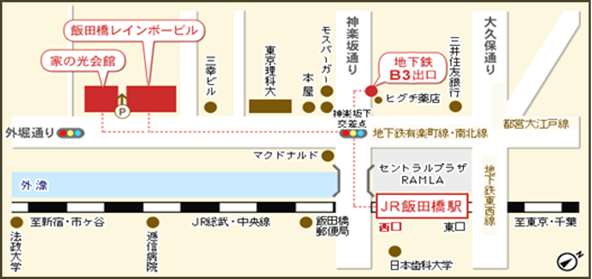 飯田橋レインボービル
家の光会館
P
三幸ビル
東京理科大
本屋
モスバーガー
神楽坂通り
地下鉄
B3出口
ヒグチ薬店
三井住友銀行
大久保通り
外堀通り
神楽坂下
交差点
地下鉄有楽町線・南北線
都営大江戸線
マクドナルド
外濠
セントラルプラザ
RAMLA
地下鉄東西線
JR飯田橋駅
西口
東口
至新宿・市ヶ谷
JR総武・中央線
飯田橋
郵便局
至東京・千葉
法政大学
逓信病院
日本歯科大学